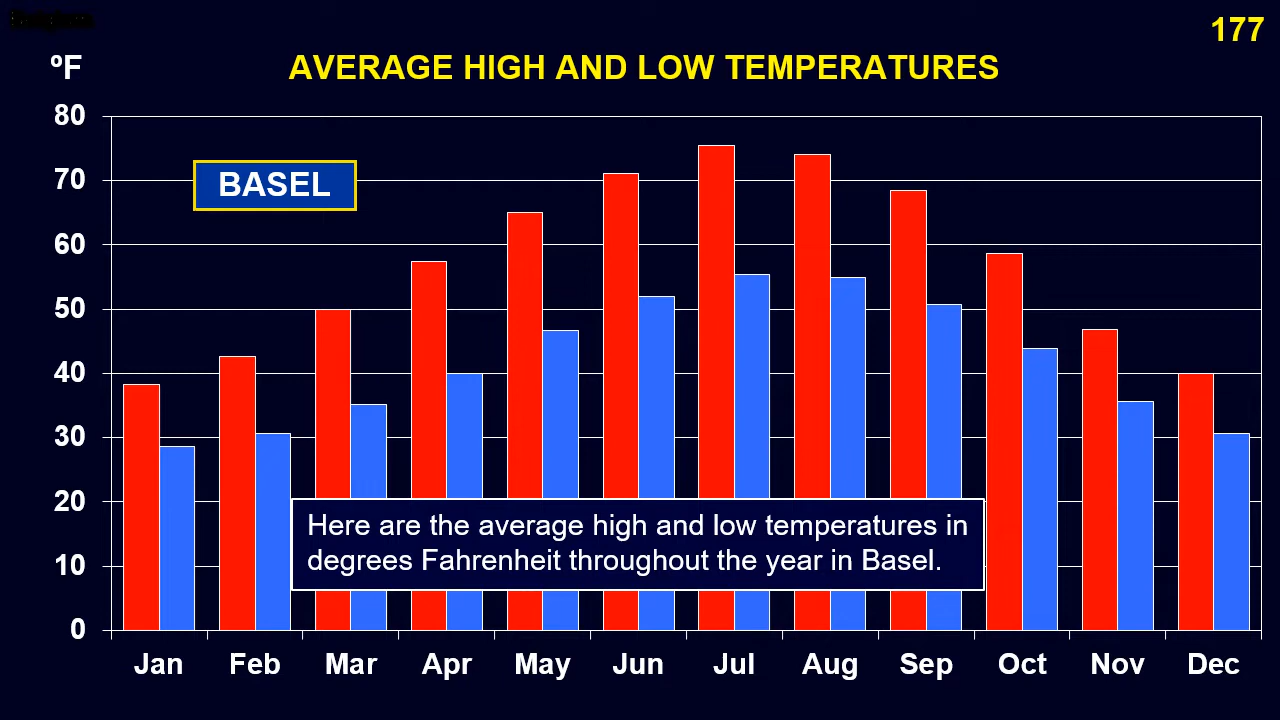 177
ºF
AVERAGE HIGH AND LOW TEMPERATURES
80
70
60
50
40
30
20
10
0
BASEL
Here are the average high and low temperatures in
degrees Fahrenheit throughout the year in Basel.
Jan Feb Mar Apr May Jun Jul Aug Sep Oct Nov Dec